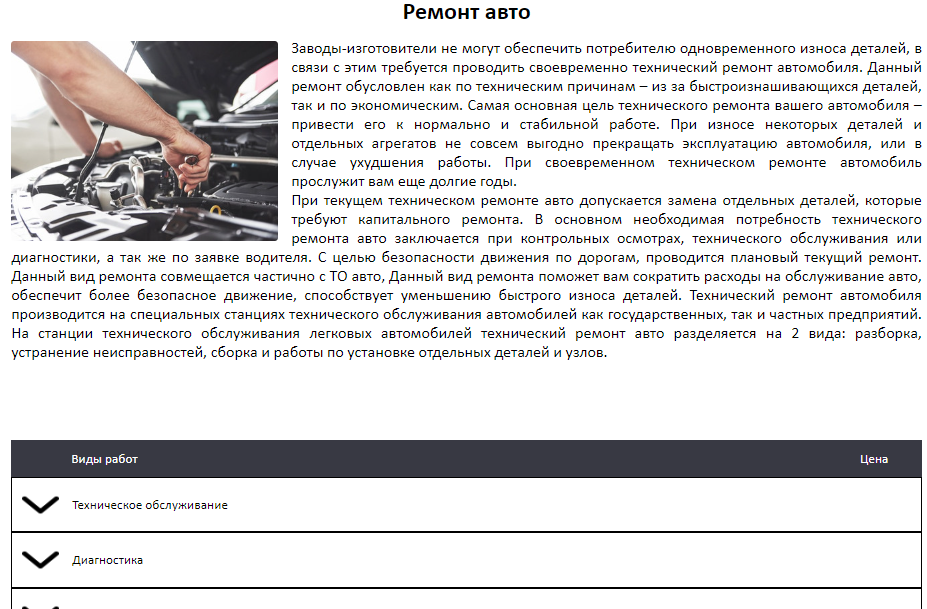 Ремонт авто
Заводы-изготовители не могут обеспечить потребителю одновременного износа деталей, в
связи с этим требуется проводить своевременно технический ремонт автомобиля. Данный
ремонт обусловлен как по техническим причинам – из за быстроизнашивающихся деталей,
так и по экономическим. Самая основная цель технического ремонта вашего автомобиля –
привести его к нормально и стабильной работе. При износе некоторых деталей и
отдельных агрегатов не совсем выгодно прекращать эксплуатацию автомобиля, или в
случае ухудшения работы. При своевременном техническом ремонте автомобиль
прослужит вам еще долгие годы.
При текущем техническом ремонте авто допускается замена отдельных деталей, которые
требуют капитального ремонта. В основном необходимая потребность технического
ремонта авто заключается при контрольных осмотрах, технического обслуживания или
диагностики, а так же по заявке водителя. С целью безопасности движения по дорогам, проводится плановый текущий ремонт.
Данный вид ремонта совмещается частично с ТО авто, Данный вид ремонта поможет вам сократить расходы на обслуживание авто,
обеспечит более безопасное движение, способствует уменьшению быстрого износа деталей. Технический ремонт автомобиля
производится на специальных станциях технического обслуживания автомобилей как государственных, так и частных предприятий.
На станции технического обслуживания легковых автомобилей технический ремонт авто разделяется на 2 вида: разборка,
устранение неисправностей, сборка и работы по установке отдельных деталей и узлов.
Виды работ Цена
Техническое обслуживание
Диагностика